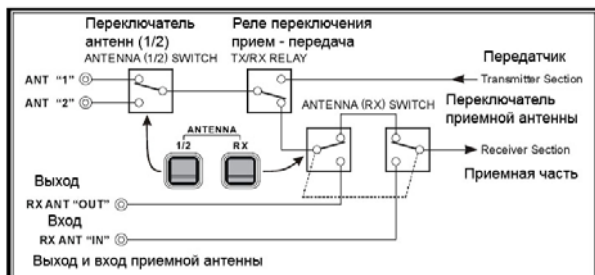 Переключатель
антенн (1/2)
ANTENNA (1/2) SWITCH
Реле переключения
прием - передача
TX/RX RELAY
Передатчик
Transmitter Section
ANT "1"
ANT "2"
ANTENNA (RX) SWITCH
Переключатель
приемной антенны
ANTENNA
1/2 RX
Receiver Section
Приемная часть
Выход
RX ANT "OUT"
Вход
RX ANT "IN"
Выход и вход приемной антенны